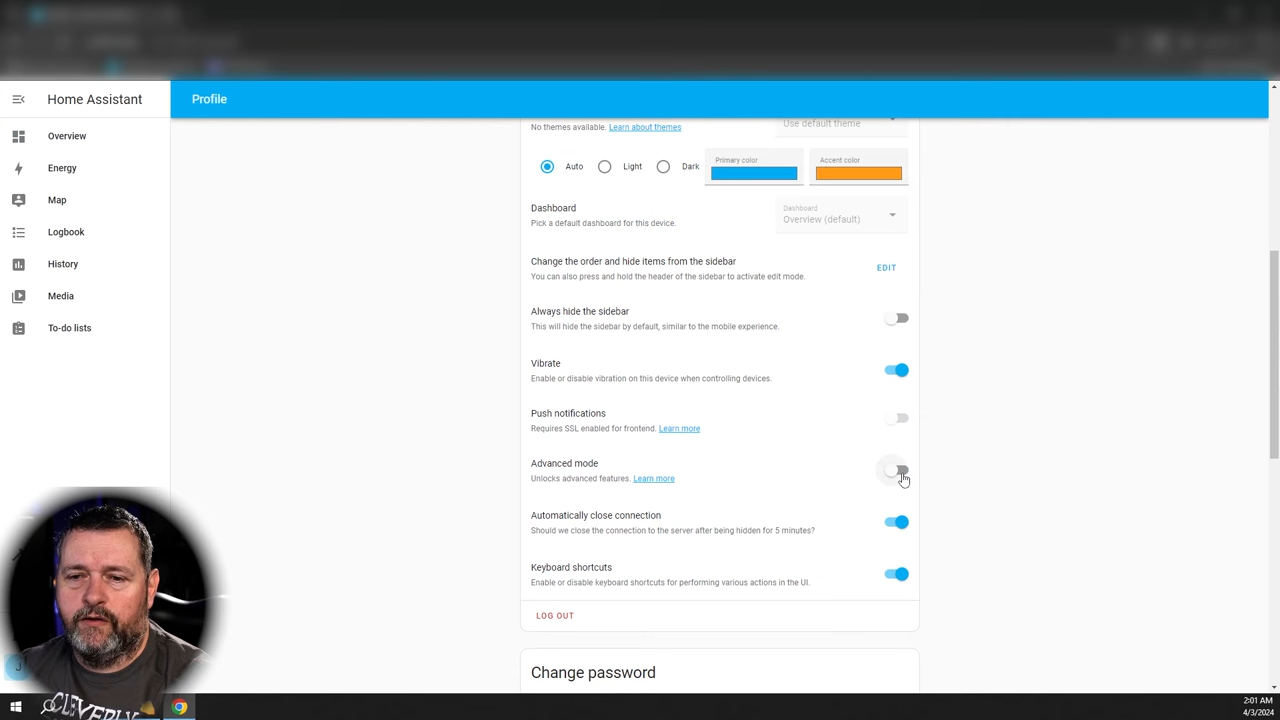 Home Assistant
Profile
Overview
Energy
Map
Logbook
History
Media
To-do lists
No themes available. Learn about themes
Use default theme
Auto
Light
Dark
Primary color
Accent color
Dashboard
Pick a default dashboard for this device.
Dashboard
Overview (default)
Change the order and hide items from the sidebar
You can also press and hold the header of the sidebar to activate edit mode.
EDIT
Always hide the sidebar
This will hide the sidebar by default, similar to the mobile experience.
Vibrate
Enable or disable vibration on this device when controlling devices.
Push notifications
Requires SSL enabled for frontend. Learn more
Advanced mode
Unlocks advanced features. Learn more
Automatically close connection
Should we close the connection to the server after being hidden for 5 minutes?
Keyboard shortcuts
Enable or disable keyboard shortcuts for performing various actions in the UI.
LOG OUT
Change password
J
CLEVERLY
2:01 AM
4/3/2024